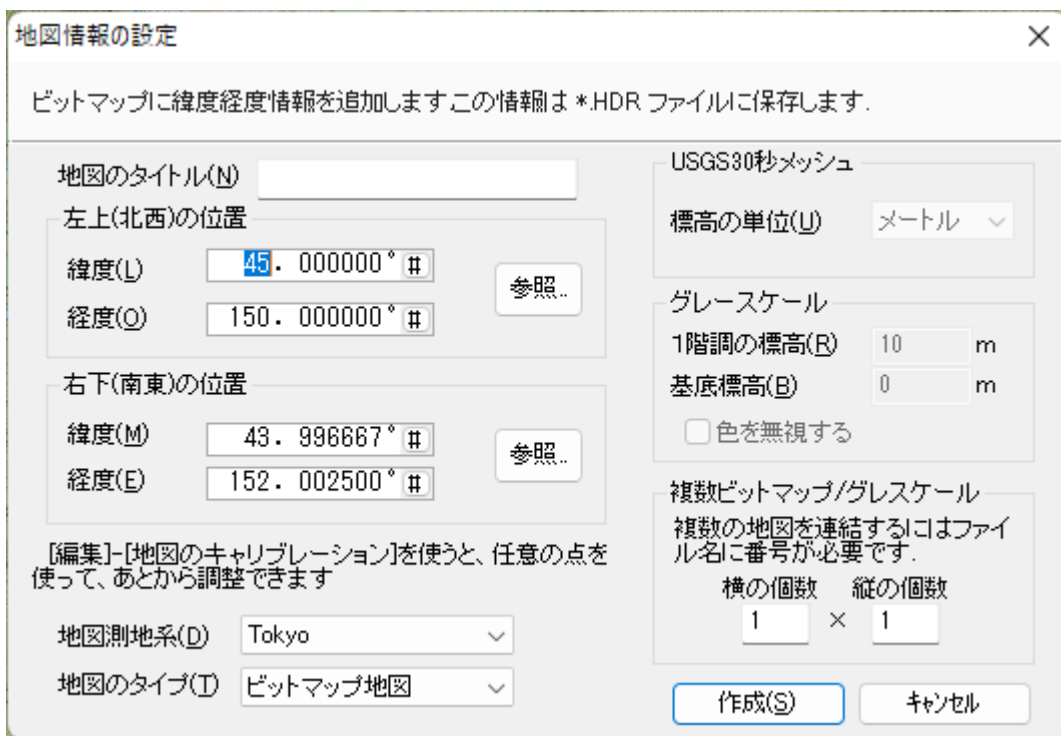 地図情報の設定
ビットマップに緯度経度情報を追加します.この情報は *.HDR ファイルに保存します.
地図のタイトル(N)
左上(北西)の位置
緯度(L) 45. 000000° #
経度(O) 150. 000000° #
参照..
右下(南東)の位置
緯度(M) 43. 996667° #
経度(E) 152. 002500° #
参照..
[編集]-[地図のキャリブレーション]を使うと、任意の点を
使って、あとから調整できます
地図測地系(D) Tokyo
地図のタイプ(T) ビットマップ地図
USGS30秒メッシュ
標高の単位(U) メートル
グレースケール
1階調の標高(R) 10 m
基底標高(B) 0 m
色を無視する
複数ビットマップ/グレスケール
複数の地図を連結するにはファイ
ル名に番号が必要です.
横の個数 縦の個数
1 × 1
作成(S) キャンセル